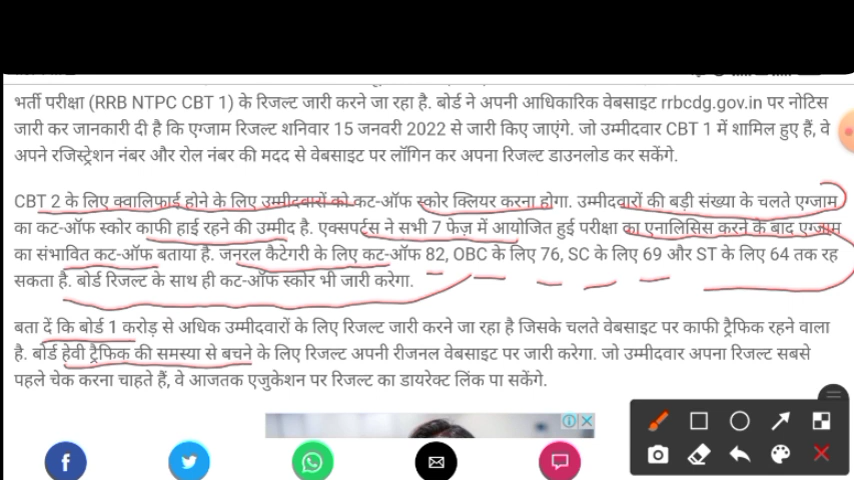 भर्ती परीक्षा (RRB NTPC CBT 1) के रिजल्ट जारी करने जा रहा है. बोर्ड ने अपनी आधिकारिक वेबसाइट rrbcdg.gov.in पर नोटिस
जारी कर जानकारी दी है कि एग्जाम रिजल्ट शनिवार 15 जनवरी 2022 से जारी किए जाएंगे. जो उम्मीदवार CBT 1 में शामिल हुए हैं, वे
अपने रजिस्ट्रेशन नंबर और रोल नंबर की मदद से वेबसाइट पर लॉगिन कर अपना रिजल्ट डाउनलोड कर सकेंगे.
CBT 2 के लिए क्वालिफाई होने के लिए उम्मीदवारों को कट-ऑफ स्कोर क्लियर करना होगा. उम्मीदवारों की बड़ी संख्या के चलते एग्जाम
का कट-ऑफ स्कोर काफी हाई रहने की उम्मीद है. एक्सपर्ट्स ने सभी 7 फेज़ में आयोजित हुई परीक्षा का एनालिसिस करने के बाद एग्जाम
का संभावित कट-ऑफ बताया है. जनरल कैटेगरी के लिए कट-ऑफ 82, OBC के लिए 76, SC के लिए 69 और ST के लिए 64 तक रह
सकता है. बोर्ड रिजल्ट के साथ ही कट-ऑफ स्कोर भी जारी करेगा.
बता दें कि बोर्ड 1 करोड़ से अधिक उम्मीदवारों के लिए रिजल्ट जारी करने जा रहा है जिसके चलते वेबसाइट पर काफी ट्रैफिक रहने वाला
है. बोर्ड हेवी ट्रैफिक की समस्या से बचने के लिए रिजल्ट अपनी रीजनल वेबसाइट पर जारी करेगा. जो उम्मीदवार अपना रिजल्ट सबसे
पहले चेक करना चाहते हैं, वे आजतक एजुकेशन पर रिजल्ट का डायरेक्ट लिंक पा सकेंगे.